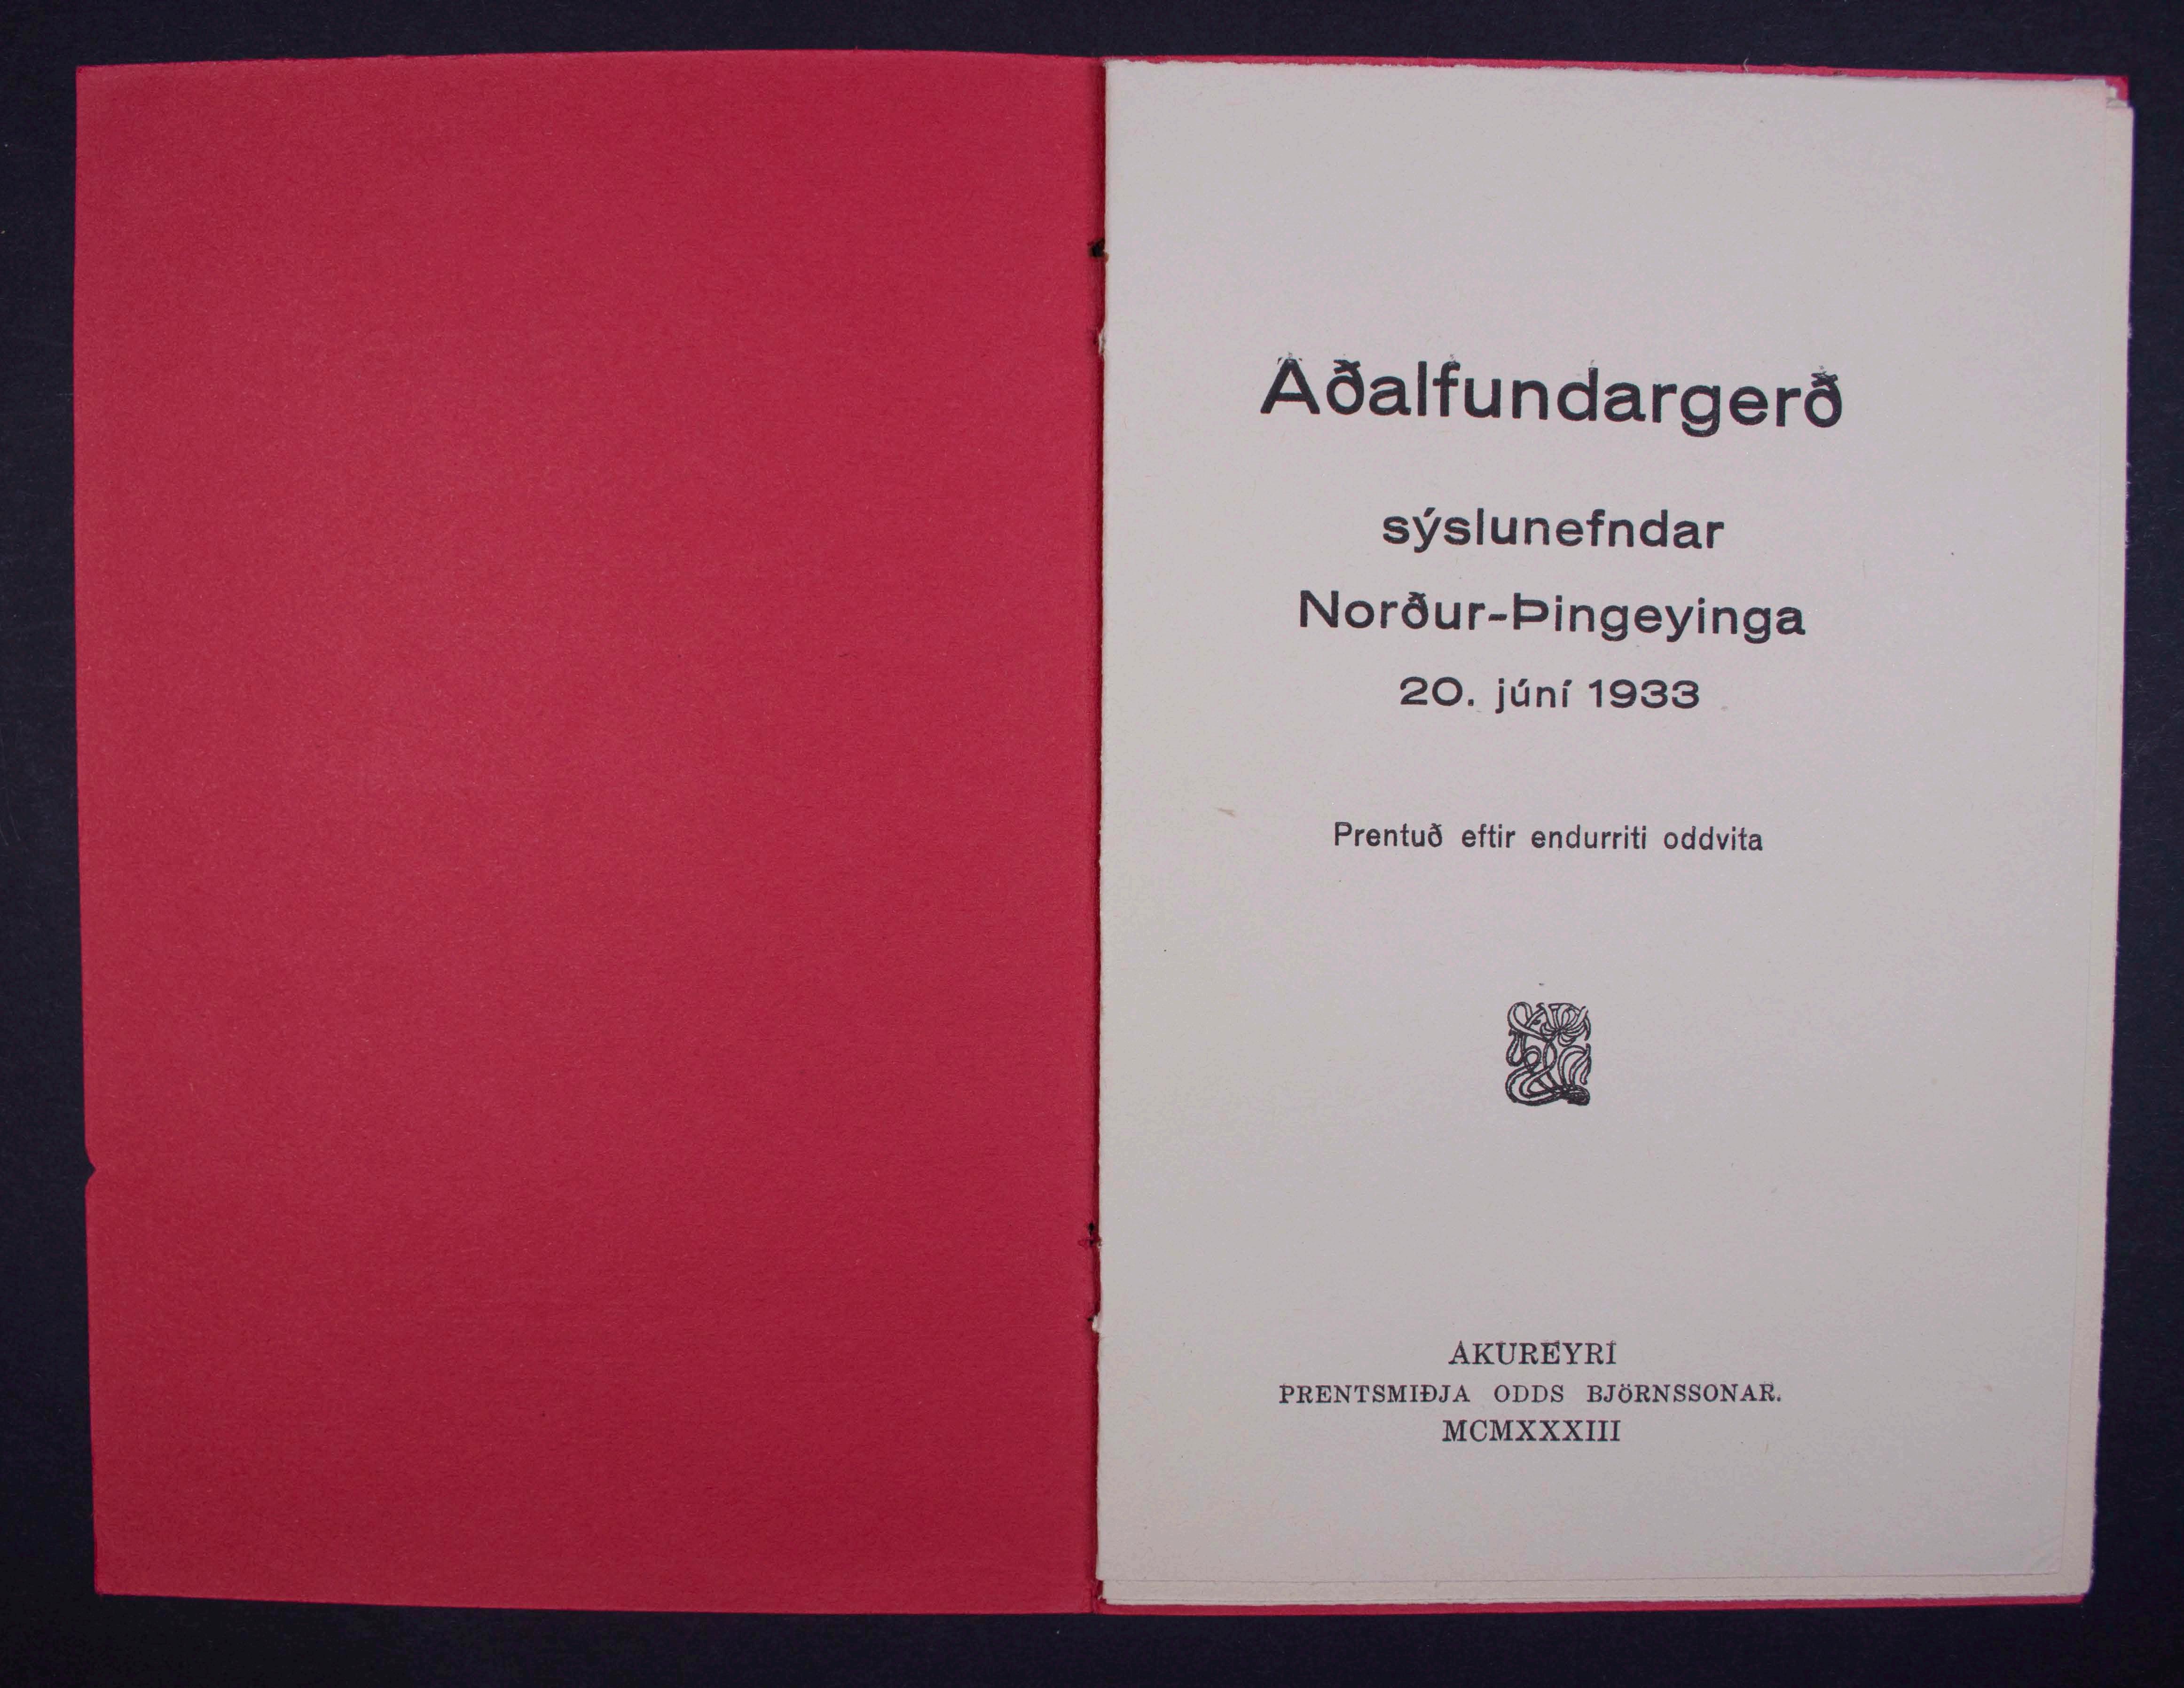 Aðalfundargerð
sýslunefndar
Norður-Þingeyinga
20. júní 1933
Prentuð eftir endurriti oddvita
AKUREYRI
PRENTSMIÐJA ODDS BJÖRNSSONAR.
MCMXXXIII